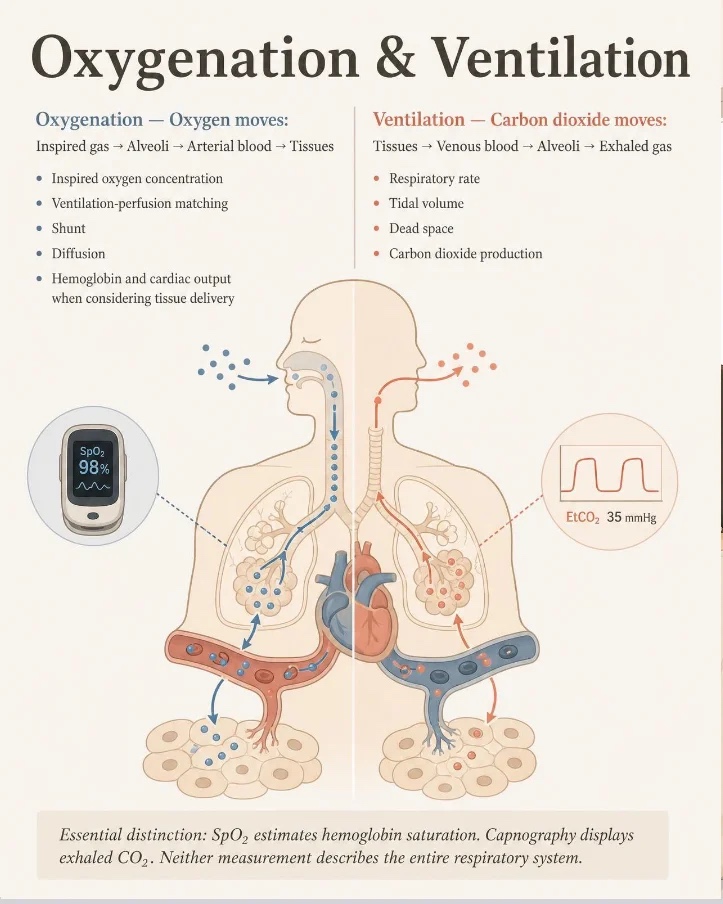 Oxygenation & Ventilation
Oxygenation — Oxygen moves:
Inspired gas → Alveoli → Arterial blood → Tissues
• Inspired oxygen concentration
• Ventilation-perfusion matching
• Shunt
• Diffusion
• Hemoglobin and cardiac output
when considering tissue delivery
Ventilation — Carbon dioxide moves:
Tissues → Venous blood → Alveoli → Exhaled gas
• Respiratory rate
• Tidal volume
• Dead space
• Carbon dioxide production
SpO₂
98%
EtCO₂ 35 mmHg
Essential distinction: SpO₂ estimates hemoglobin saturation. Capnography displays
exhaled CO₂. Neither measurement describes the entire respiratory system.